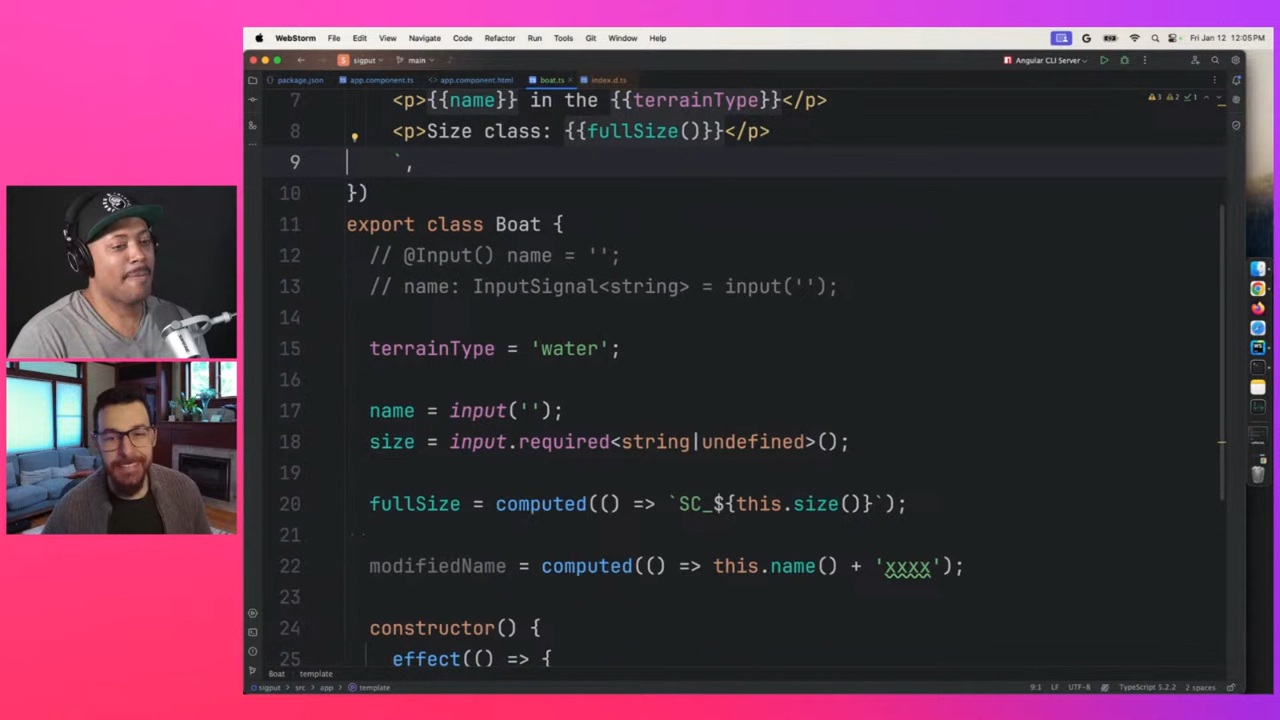 WebStorm File Edit View Navigate Code Refactor Run Tools Git Window Help Fri Jan 12 12:05 PM
S sigput main Angular CLI Server
package.json app.component.ts app.component.html boat.ts index.d.ts
7 <p>{{name}} in the {{terrainType}}</p> 3 2 1
8 <p>Size class: {{fullSize()}}</p>
9 `,
10 })
11 export class Boat {
12 // @Input() name = '';
13 // name: InputSignal<string> = input('');
14
15 terrainType = 'water';
16
17 name = input('');
18 size = input.required<string|undefined>();
19
20 fullSize = computed(() => `SC_${this.size()}`);
21
22 modifiedName = computed(() => this.name() + 'xxxx');
23
24 constructor() {
25 effect(() => {
Boat template
sigput > src > app > template 9:1 LF UTF-8 TypeScript 5.2.2 2 spaces